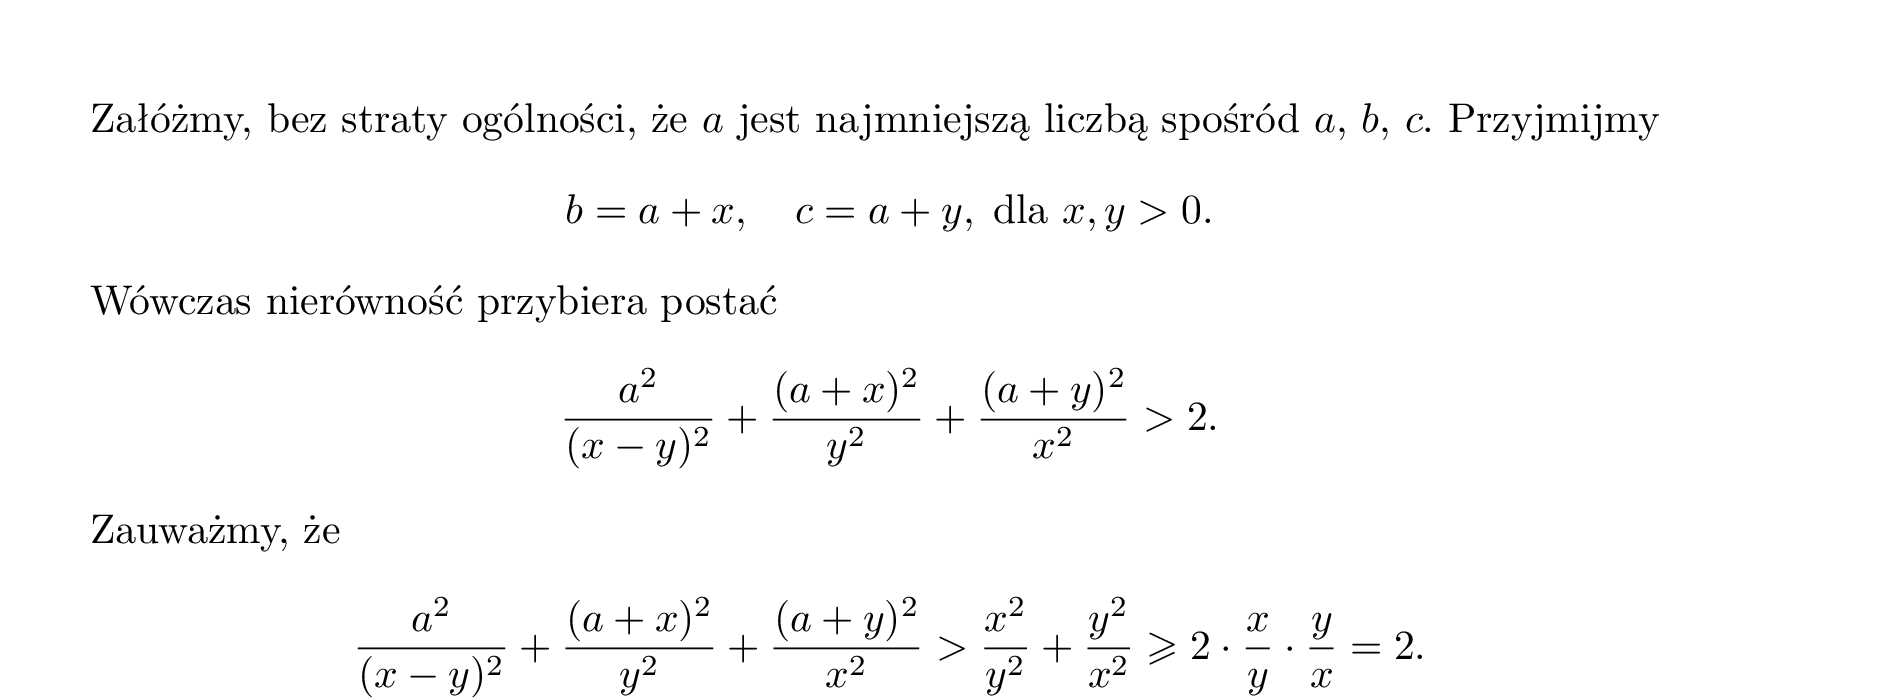 Załóżmy, bez straty ogólności, że $a$ jest najmniejszą liczbą spośród $a$, $b$, $c$. Przyjmijmy
$$b = a + x, \quad c = a + y, \text{ dla } x, y > 0.$$
Wówczas nierówność przybiera postać
$$\frac{a^2}{(x-y)^2} + \frac{(a+x)^2}{y^2} + \frac{(a+y)^2}{x^2} > 2.$$
Zauważmy, że
$$\frac{a^2}{(x-y)^2} + \frac{(a+x)^2}{y^2} + \frac{(a+y)^2}{x^2} > \frac{x^2}{y^2} + \frac{y^2}{x^2} \geqslant 2 \cdot \frac{x}{y} \cdot \frac{y}{x} = 2.$$